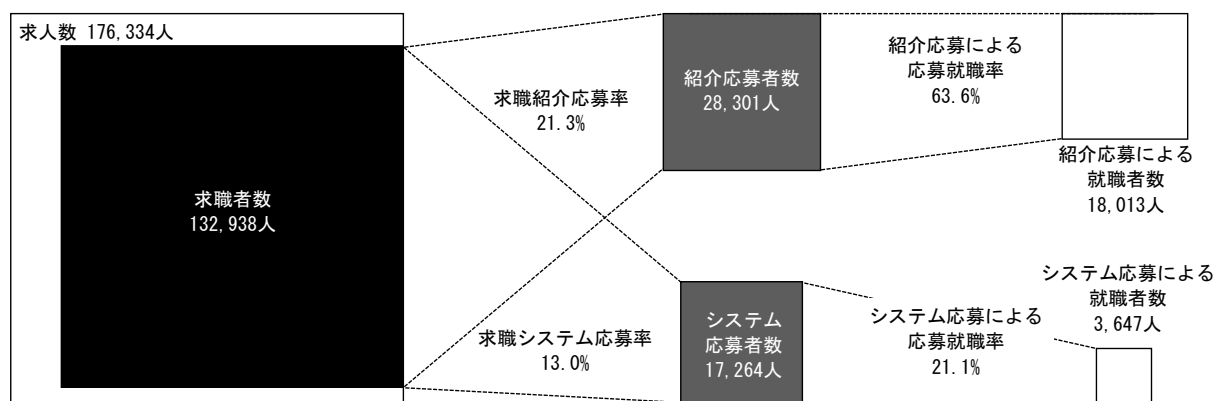 求人数 176,334人
求職者数
132,938人
求職紹介応募率
21.3%
紹介応募者数
28,301人
紹介応募による
応募就職率
63.6%
紹介応募による
就職者数
18,013人
求職システム応募率
13.0%
システム
応募者数
17,264人
システム応募による
応募就職率
21.1%
システム応募による
就職者数
3,647人